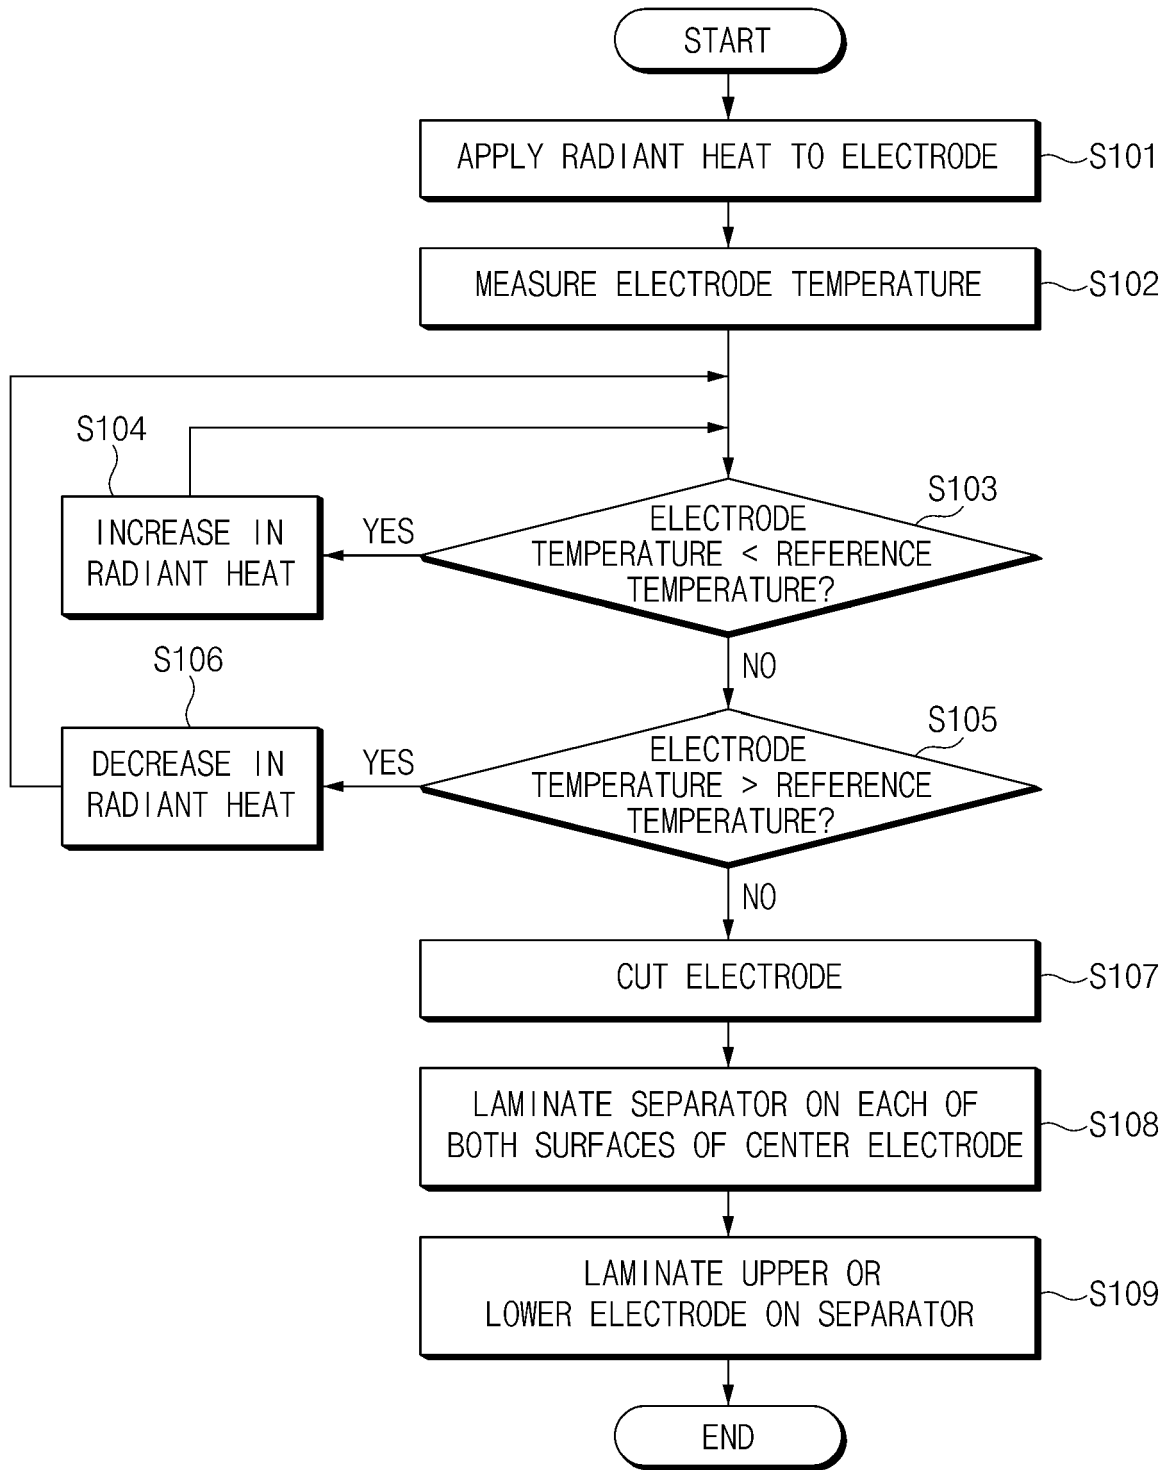 START
APPLY RADIANT HEAT TO ELECTRODE
S101
MEASURE ELECTRODE TEMPERATURE
S102
S104
INCREASE IN
RADIANT HEAT
YES
S103
ELECTRODE
TEMPERATURE < REFERENCE
TEMPERATURE?
NO
S106
DECREASE IN
RADIANT HEAT
YES
S105
ELECTRODE
TEMPERATURE > REFERENCE
TEMPERATURE?
NO
CUT ELECTRODE
S107
LAMINATE SEPARATOR ON EACH OF
BOTH SURFACES OF CENTER ELECTRODE
S108
LAMINATE UPPER OR
LOWER ELECTRODE ON SEPARATOR
S109
END